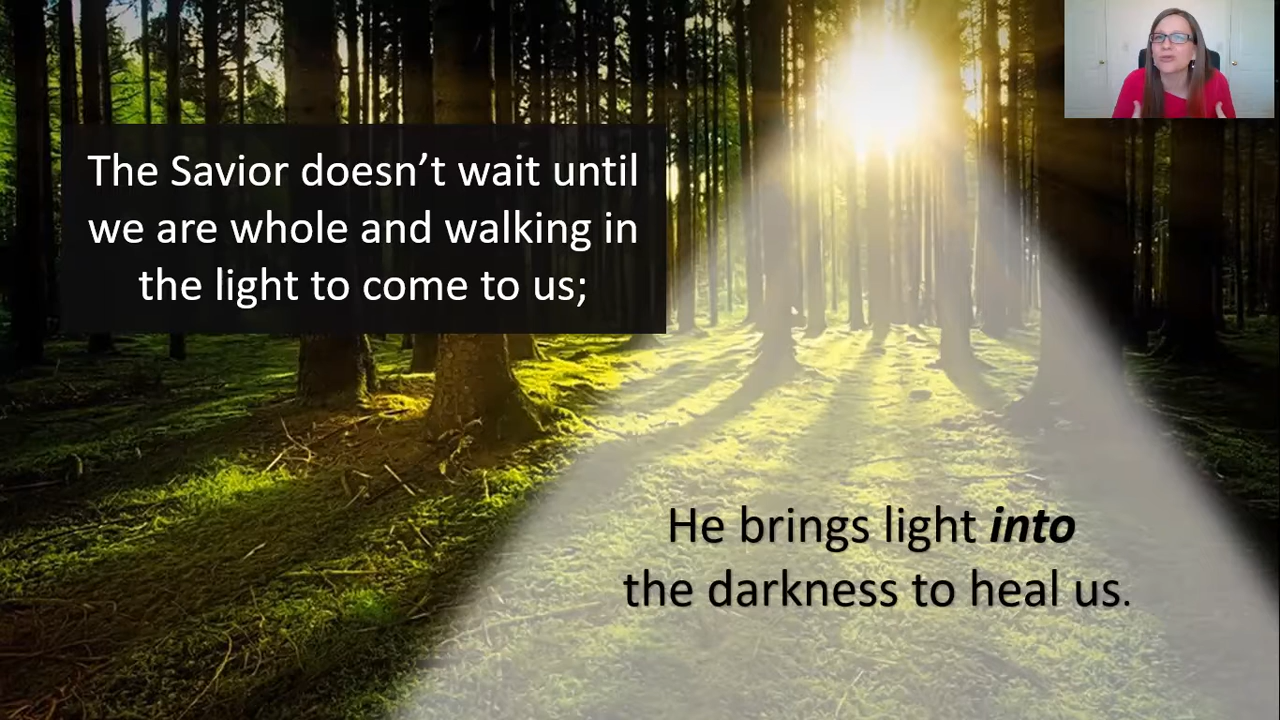 The Savior doesn’t wait until
we are whole and walking in
the light to come to us;
He brings light into
the darkness to heal us.